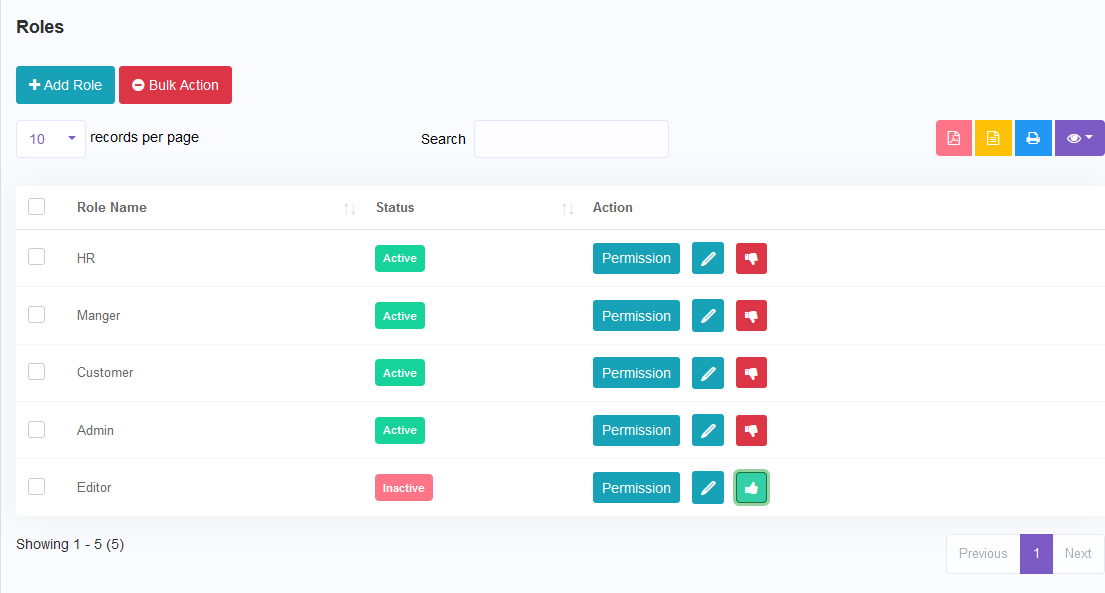 Roles
Add Role Bulk Action
10 records per page Search
Role Name Status Action
HR Active Permission
Manger Active Permission
Customer Active Permission
Admin Active Permission
Editor Inactive Permission
Showing 1 - 5 (5)
Previous 1 Next